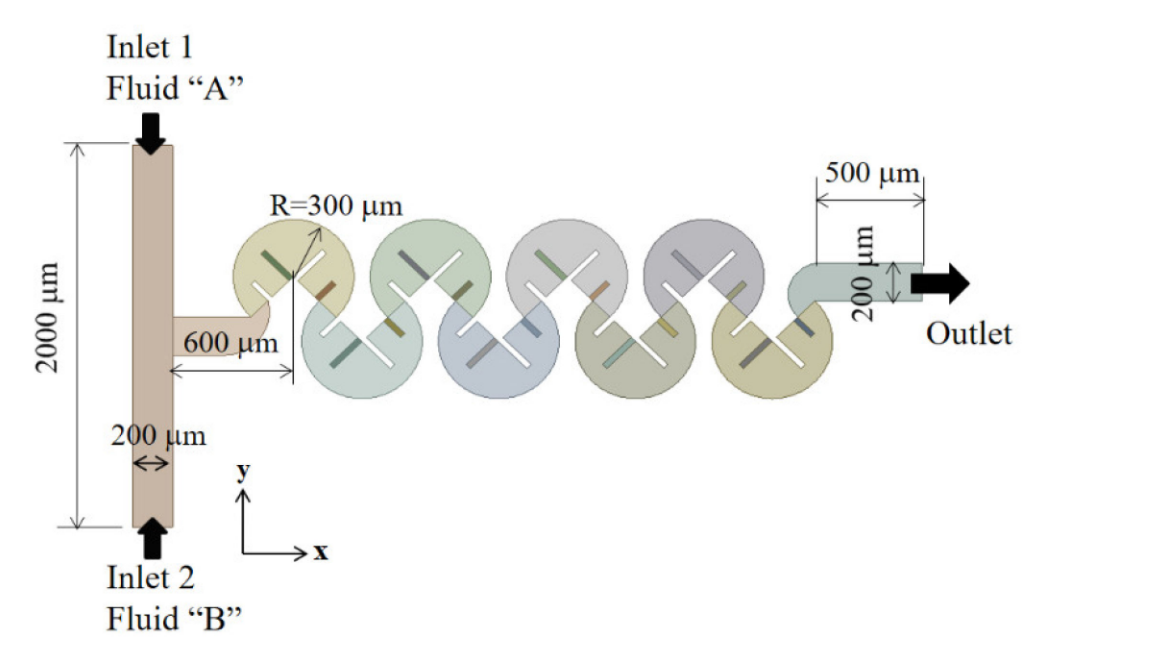 Inlet 1
Fluid “A”
500 μm
R=300 μm
200 μm
2000 μm
600 μm
Outlet
200 μm
y
x
Inlet 2
Fluid “B”